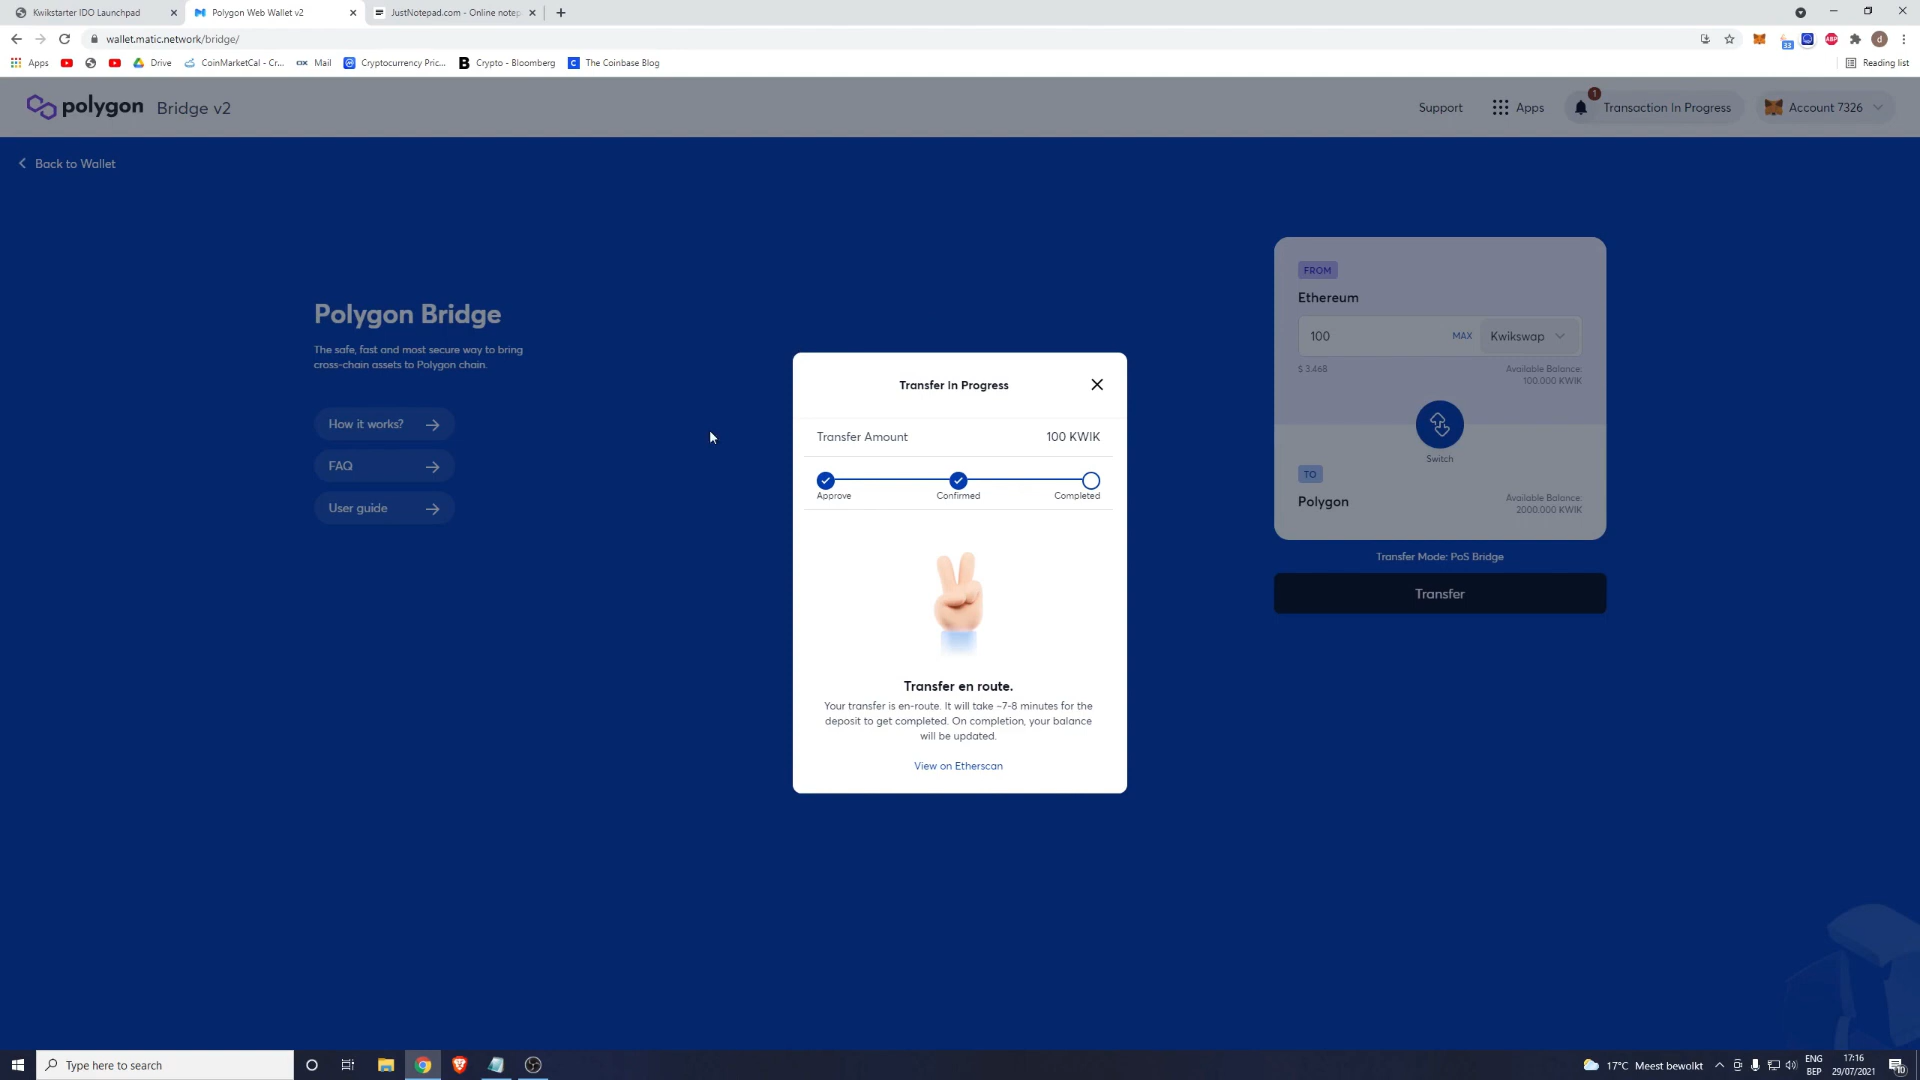 Kwikstarter IDO Launchpad
Polygon Web Wallet v2
JustNotepad.com - Online notep
wallet.matic.network/bridge/
33
ABP
d
Apps
Drive
CoinMarketCal - Cr...
Mail
Cryptocurrency Pric...
Crypto - Bloomberg
The Coinbase Blog
Reading list
polygon Bridge v2
Support
Apps
1
Transaction In Progress
Account 7326
Back to Wallet
Polygon Bridge
The safe, fast and most secure way to bring
cross-chain assets to Polygon chain.
How it works?
FAQ
User guide
Transfer In Progress
Transfer Amount
100 KWIK
Approve
Confirmed
Completed
Transfer en route.
Your transfer is en-route. It will take ~7-8 minutes for the
deposit to get completed. On completion, your balance
will be updated.
View on Etherscan
FROM
Ethereum
100
MAX
Kwikswap
$ 3.468
Available Balance:
100.000 KWIK
Switch
TO
Polygon
Available Balance:
2000.000 KWIK
Transfer Mode: PoS Bridge
Transfer
Type here to search
17°C Meest bewolkt
ENG
BEP
17:16
29/07/2021